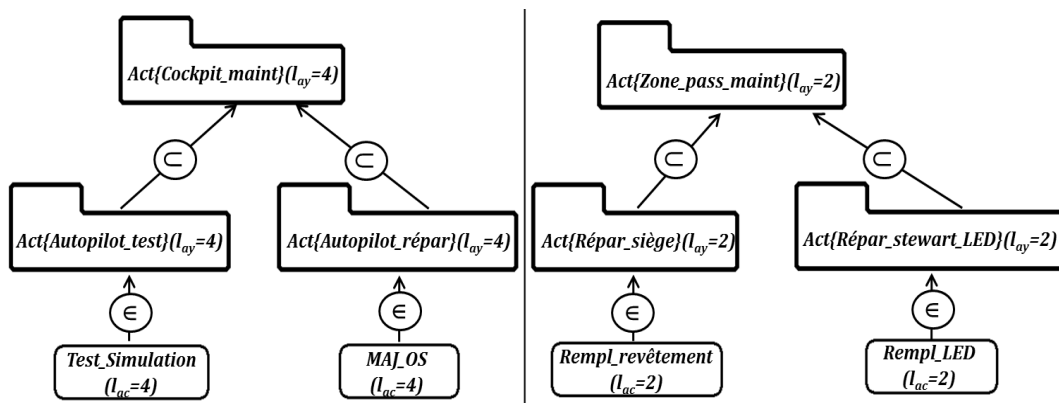 Act{Cockpit_maint}(l_ay=4)
⊂
⊂
Act{Autopilot_test}(l_ay=4)
Act{Autopilot_répar}(l_ay=4)
∈
∈
Test_Simulation
(l_ac=4)
MAJ_OS
(l_ac=4)
Act{Zone_pass_maint}(l_ay=2)
⊂
⊂
Act{Répar_siège}(l_ay=2)
Act{Répar_stewart_LED}(l_ay=2)
∈
∈
Rempl_revêtement
(l_ac=2)
Rempl_LED
(l_ac=2)